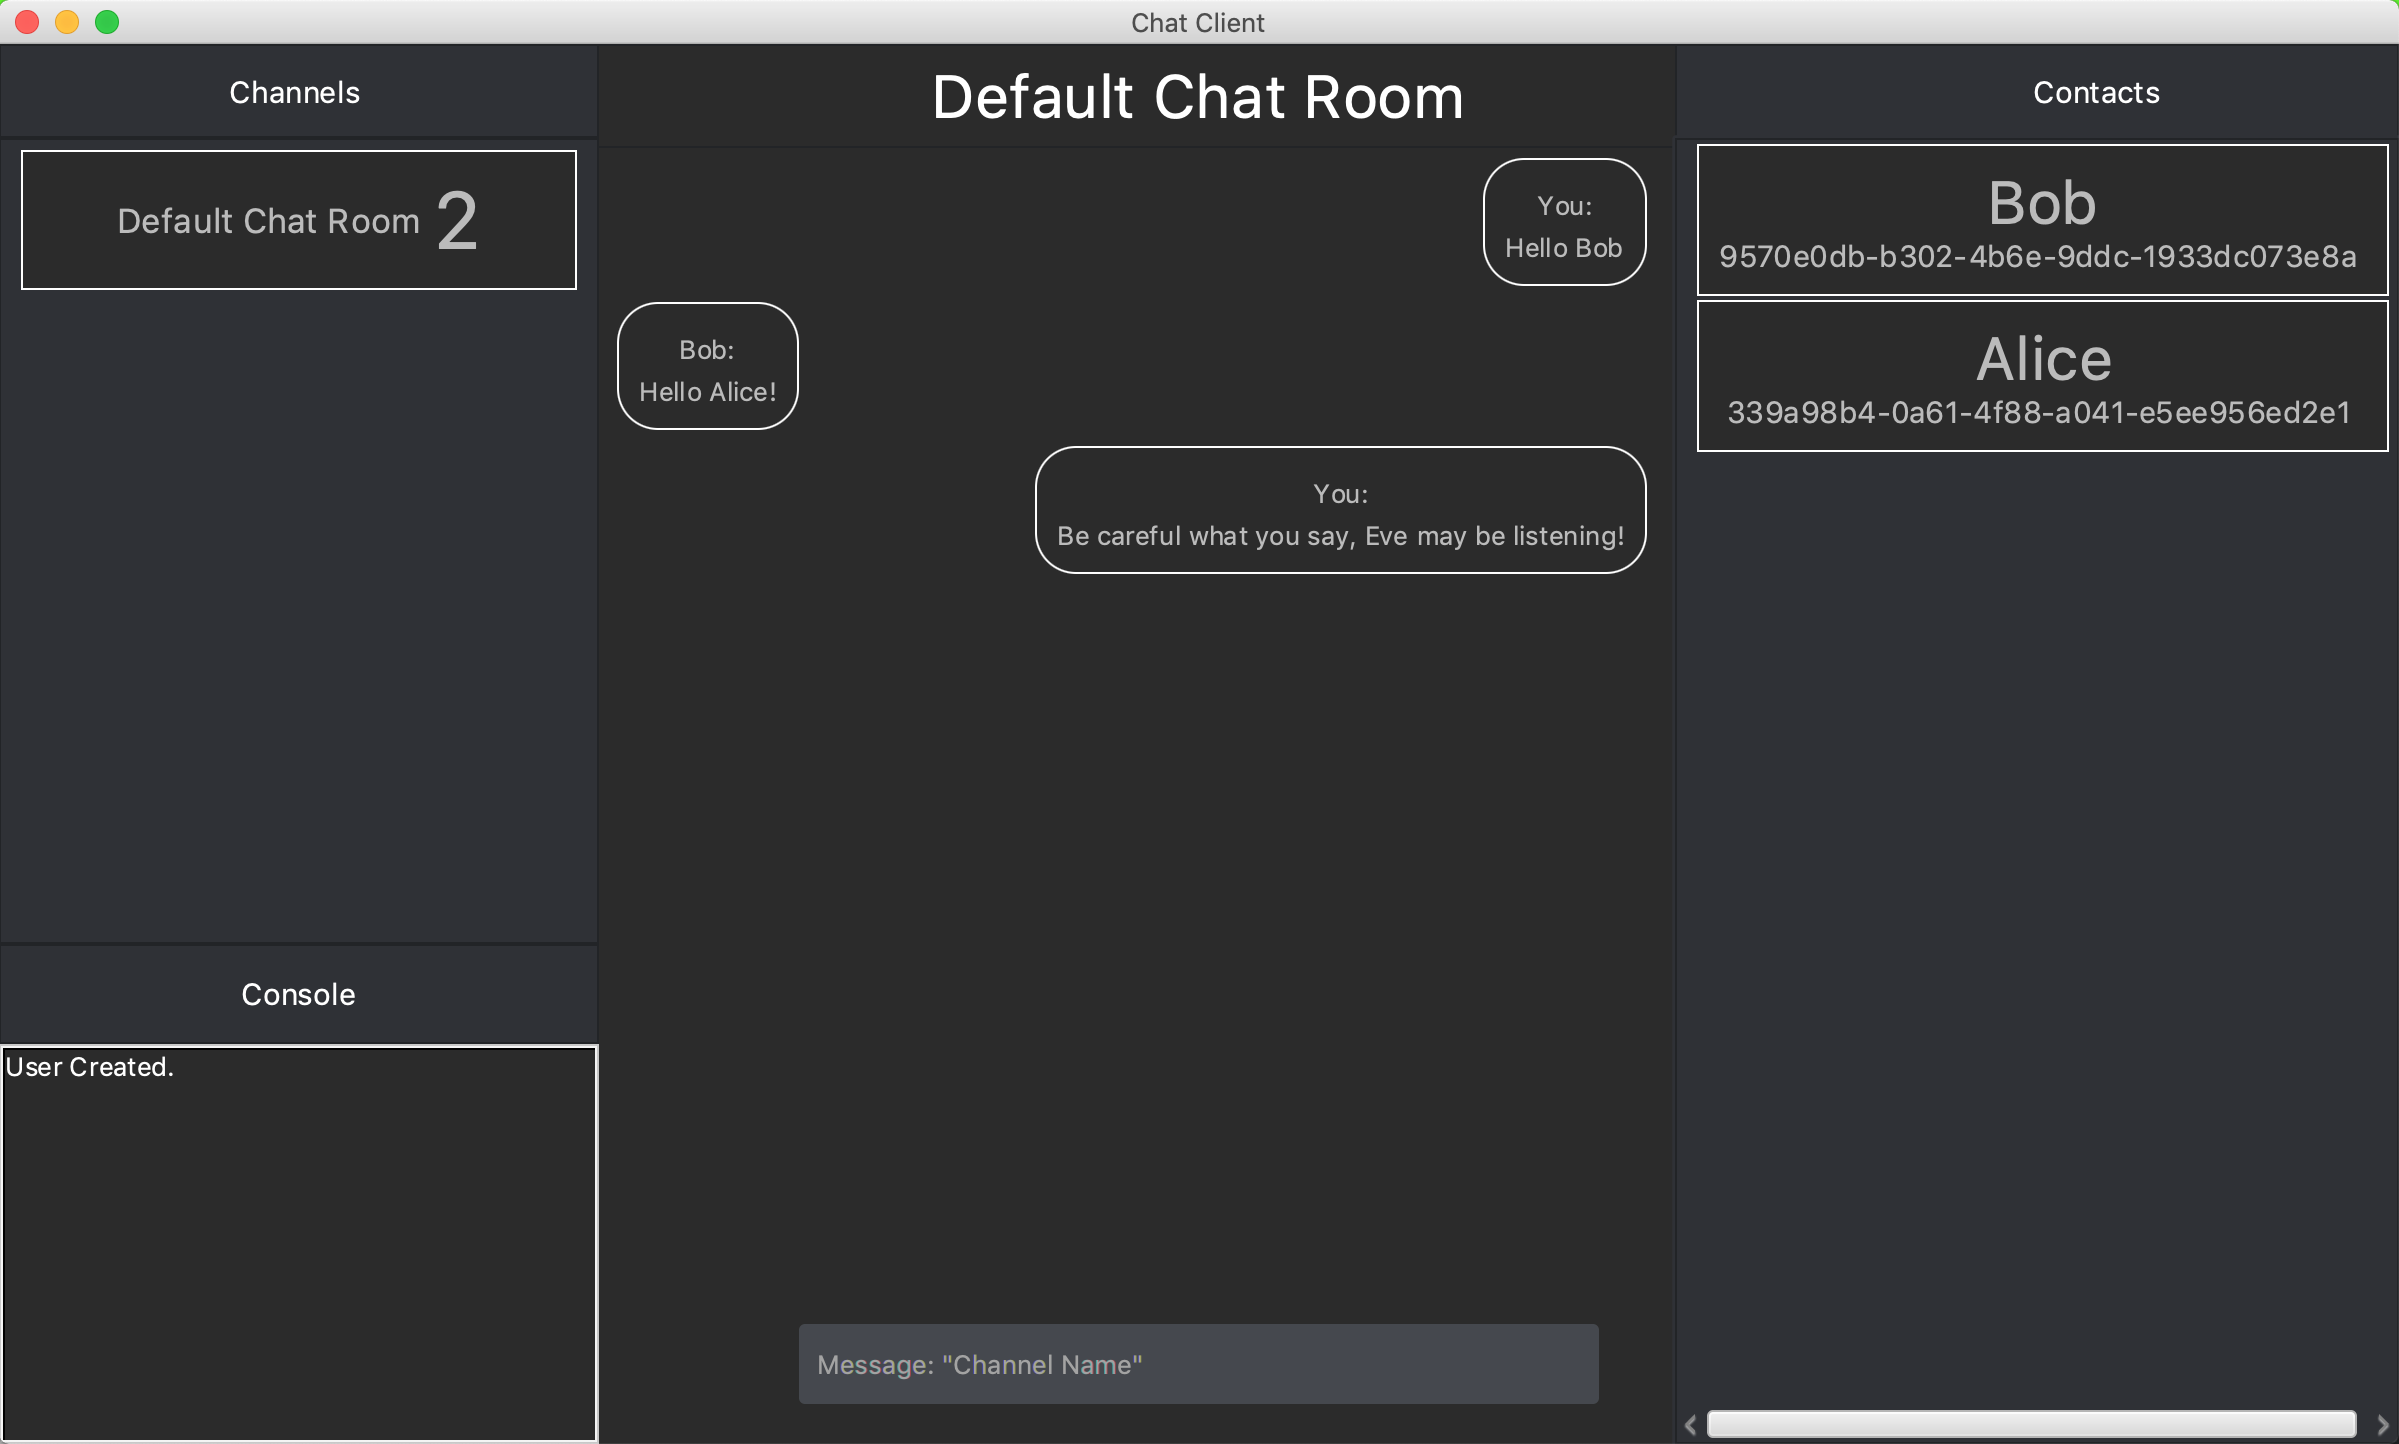 Chat Client
Channels
Default Chat Room 2
Console
User Created.
Default Chat Room
You:
Hello Bob
Bob:
Hello Alice!
You:
Be careful what you say, Eve may be listening!
Message: "Channel Name"
Contacts
Bob
9570e0db-b302-4b6e-9ddc-1933dc073e8a
Alice
339a98b4-0a61-4f88-a041-e5ee956ed2e1